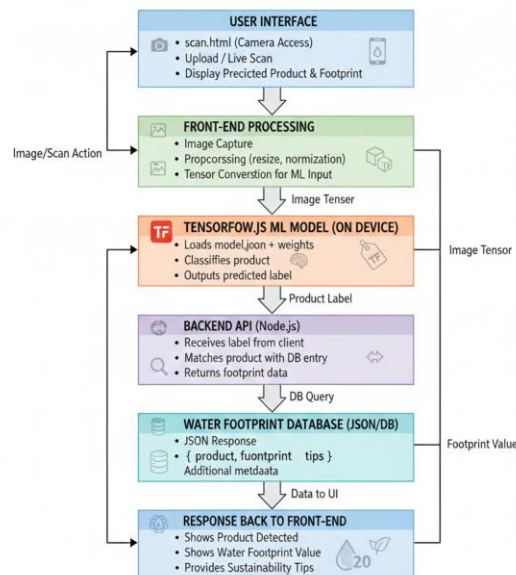 USER INTERFACE
• scan.html (Camera Access)
• Upload / Live Scan
• Display Precicted Product & Footprint
Image/Scan Action
FRONT-END PROCESSING
• Image Capture
• Propcorssing (resize, normization)
• Tensor Converstion for ML Input
Image Tenser
TF
TENSORFOW.JS ML MODEL (ON DEVICE)
• Loads model,joon + weights
• Classifies product
• Outputs predicted label
TF
Image Tensor
Product Label
BACKEND API (Node.js)
• Receives label from client
• Matches product with DB entry
• Returns footprint data
DB Query
WATER FOOTPRINT DATABASE (JSON/DB)
• JSON Response
• { product, fuontprint tips }
Additional metdaata
Footprint Value
Data to UI
RESPONSE BACK TO FRONT-END
• Shows Product Detected
• Shows Water Footprint Value
• Provides Sustainability Tips
20